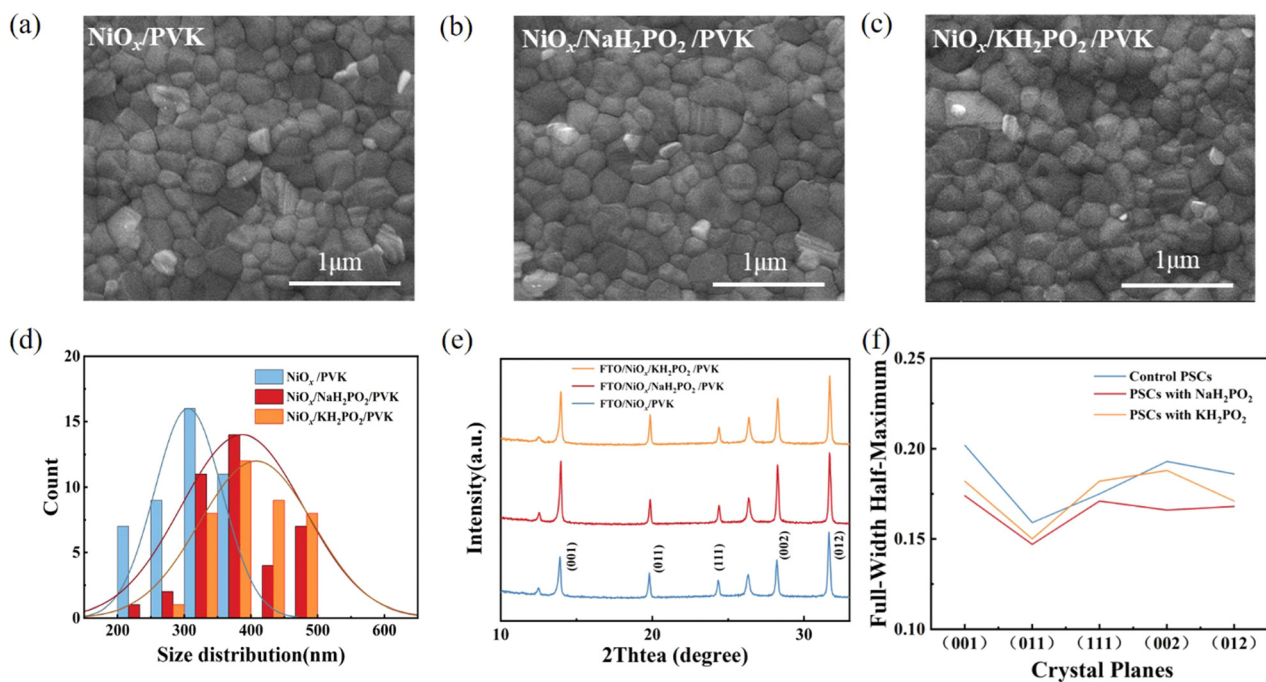 (a)
NiOₓ/PVK
1μm
(b)
NiOₓ/NaH₂PO₂ /PVK
1μm
(c)
NiOₓ/KH₂PO₂ /PVK
1μm
(d)
20
15
10
5
0
Count
NiOₓ /PVK
NiOₓ/NaH₂PO₂/PVK
NiOₓ/KH₂PO₂/PVK
200 300 400 500 600
Size distribution(nm)
(e)
Intensity(a.u.)
FTO/NiOₓ/KH₂PO₂ /PVK
FTO/NiOₓ/NaH₂PO₂ /PVK
FTO/NiOₓ/PVK
(001) (011) (111) (002) (012)
10 20 30
2Thtea (degree)
(f)
Full-Width Half-Maximum
0.25
0.20
0.15
0.10
Control PSCs
PSCs with NaH₂PO₂
PSCs with KH₂PO₂
(001) (011) (111) (002) (012)
Crystal Planes